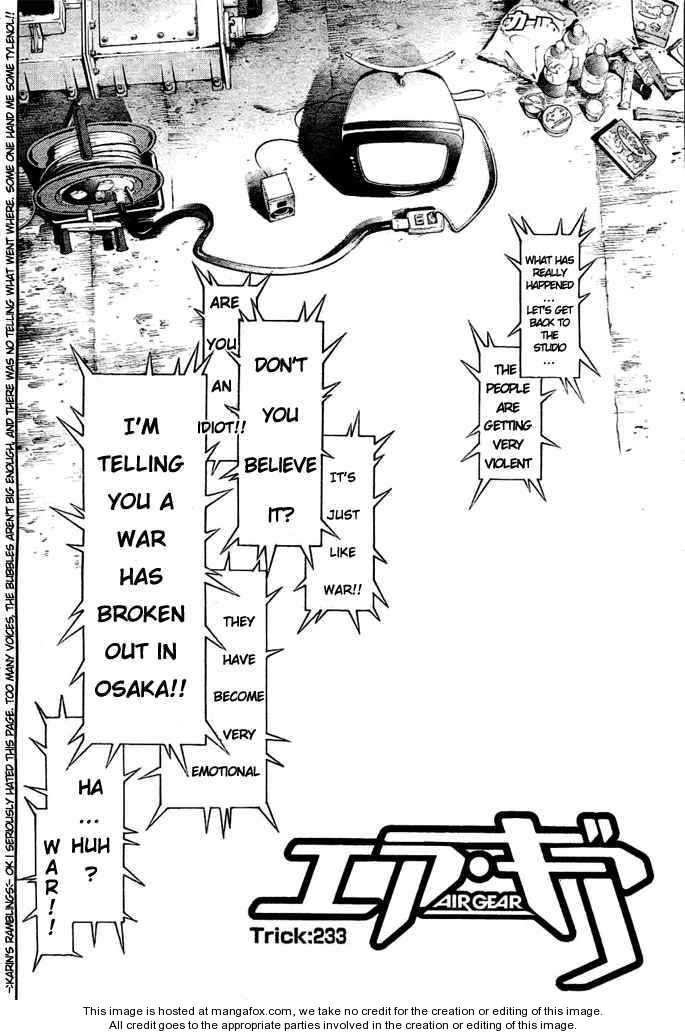 WHAT HAS
REALLY
HAPPENED
...
LET'S GET
BACK TO
THE
STUDIO
...
THE
PEOPLE
ARE
GETTING
VERY
VIOLENT
IT'S
JUST
LIKE
WAR!!
DON'T
YOU
BELIEVE
IT?
ARE
YOU
AN
IDIOT!!
THEY
HAVE
BECOME
VERY
EMOTIONAL
I'M
TELLING
YOU A
WAR
HAS
BROKEN
OUT IN
OSAKA!!
HA
...
HUH
?
WAR!!
エア・ギア
AIR GEAR
Trick:233
~:KARIN'S RAMBLINGS:~ OK I SERIOUSLY HATED THIS PAGE. TOO MANY VOICES, THE BUBBLES ARENT BIG ENOUGH, AND THERE WAS NO TELLING WHAT WENT WHERE. SOME ONE HAND ME SOME TYLENOL!!
This image is hosted at mangafox.com, we take no credit for the creation or editing of this image.
All credit goes to the appropriate parties involved in the creation or editing of this image.